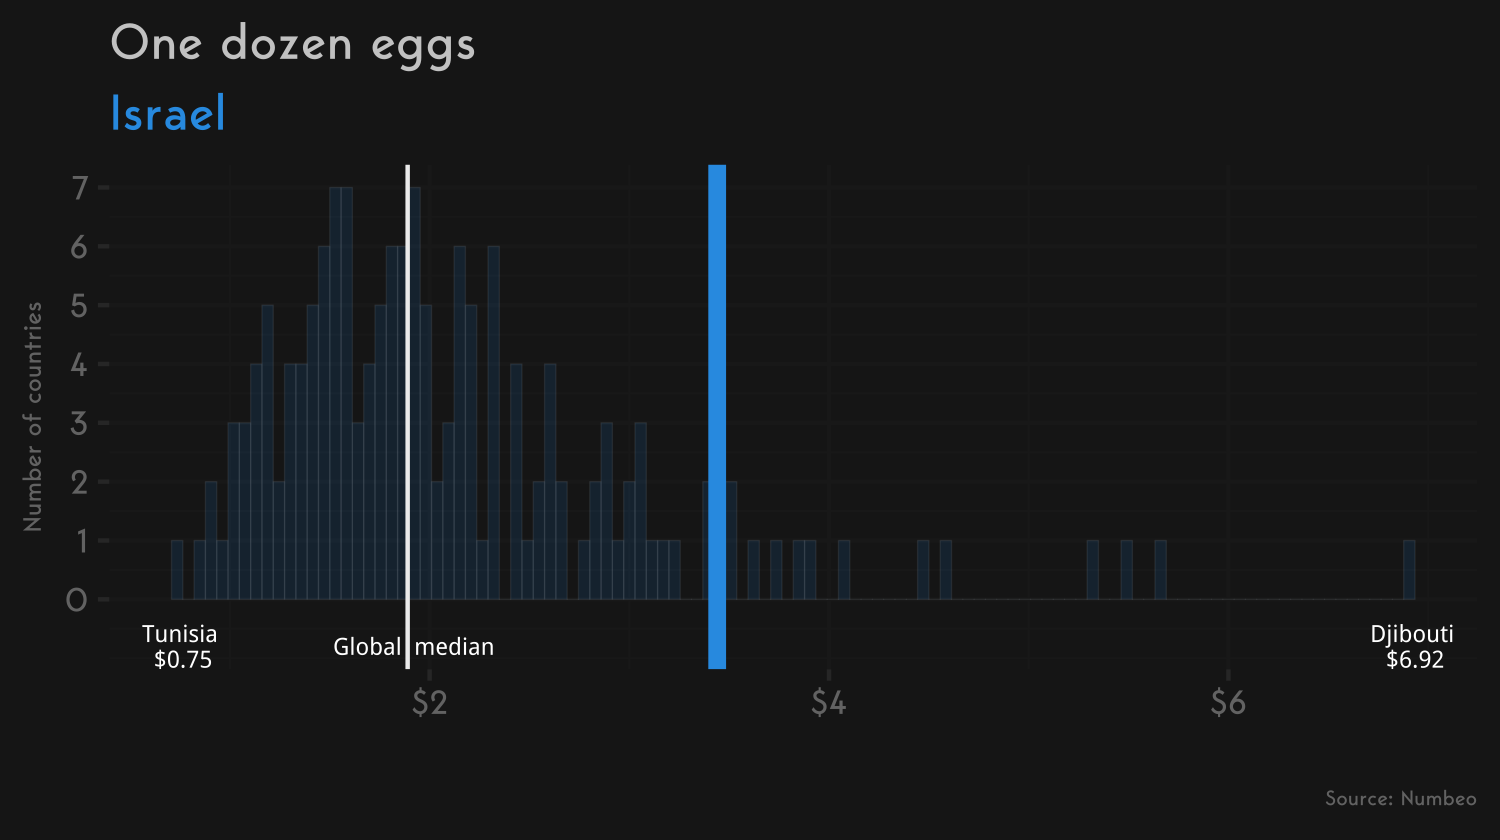 One dozen eggs
Israel
Number of countries
7
6
5
4
3
2
1
0
Tunisia
$0.75
Global median
Djibouti
$6.92
$2
$4
$6
Source: Numbeo